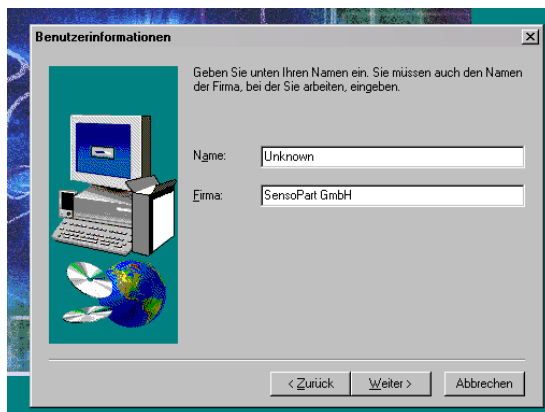 Benutzerinformationen
Geben Sie unten Ihren Namen ein. Sie müssen auch den Namen
der Firma, bei der Sie arbeiten, eingeben.
Name: Unknown
Firma: SensoPart GmbH
< Zurück Weiter > Abbrechen